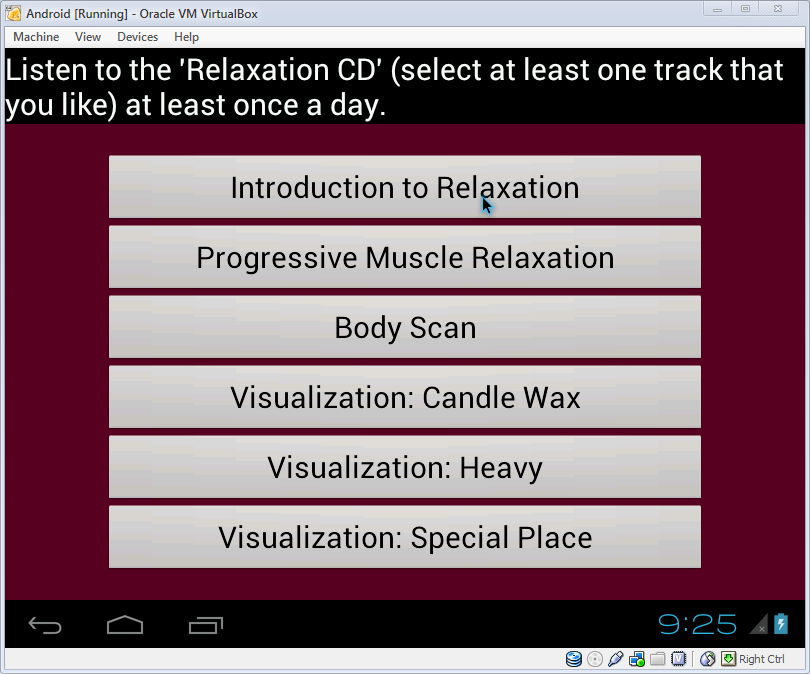 Android [Running] - Oracle VM VirtualBox
Machine View Devices Help
Listen to the 'Relaxation CD' (select at least one track that
you like) at least once a day.
Introduction to Relaxation
Progressive Muscle Relaxation
Body Scan
Visualization: Candle Wax
Visualization: Heavy
Visualization: Special Place
9:25
Right Ctrl